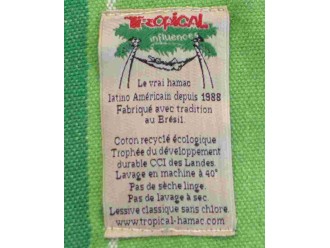 TROPICAL
influences
Le vrai hamac
latino Américain depuis 1988
Fabriqué avec tradition
au Brésil.
Coton recyclé écologique
Trophée du développement
durable CCI des Landes.
Lavage en machine à 40°
Pas de sèche linge.
Pas de lavage à sec.
Lessive classique sans chlore.
www.tropical-hamac.com